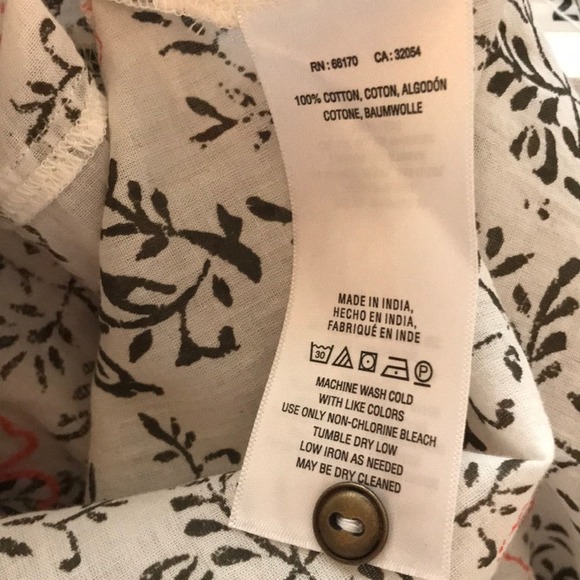 RN : 66170 CA : 32054
100% COTTON, COTON, ALGODÓN
COTONE, BAUMWOLLE
MADE IN INDIA,
HECHO EN INDIA,
FABRIQUÉ EN INDE
30 P
MACHINE WASH COLD
WITH LIKE COLORS
USE ONLY NON-CHLORINE BLEACH
TUMBLE DRY LOW
LOW IRON AS NEEDED
MAY BE DRY CLEANED